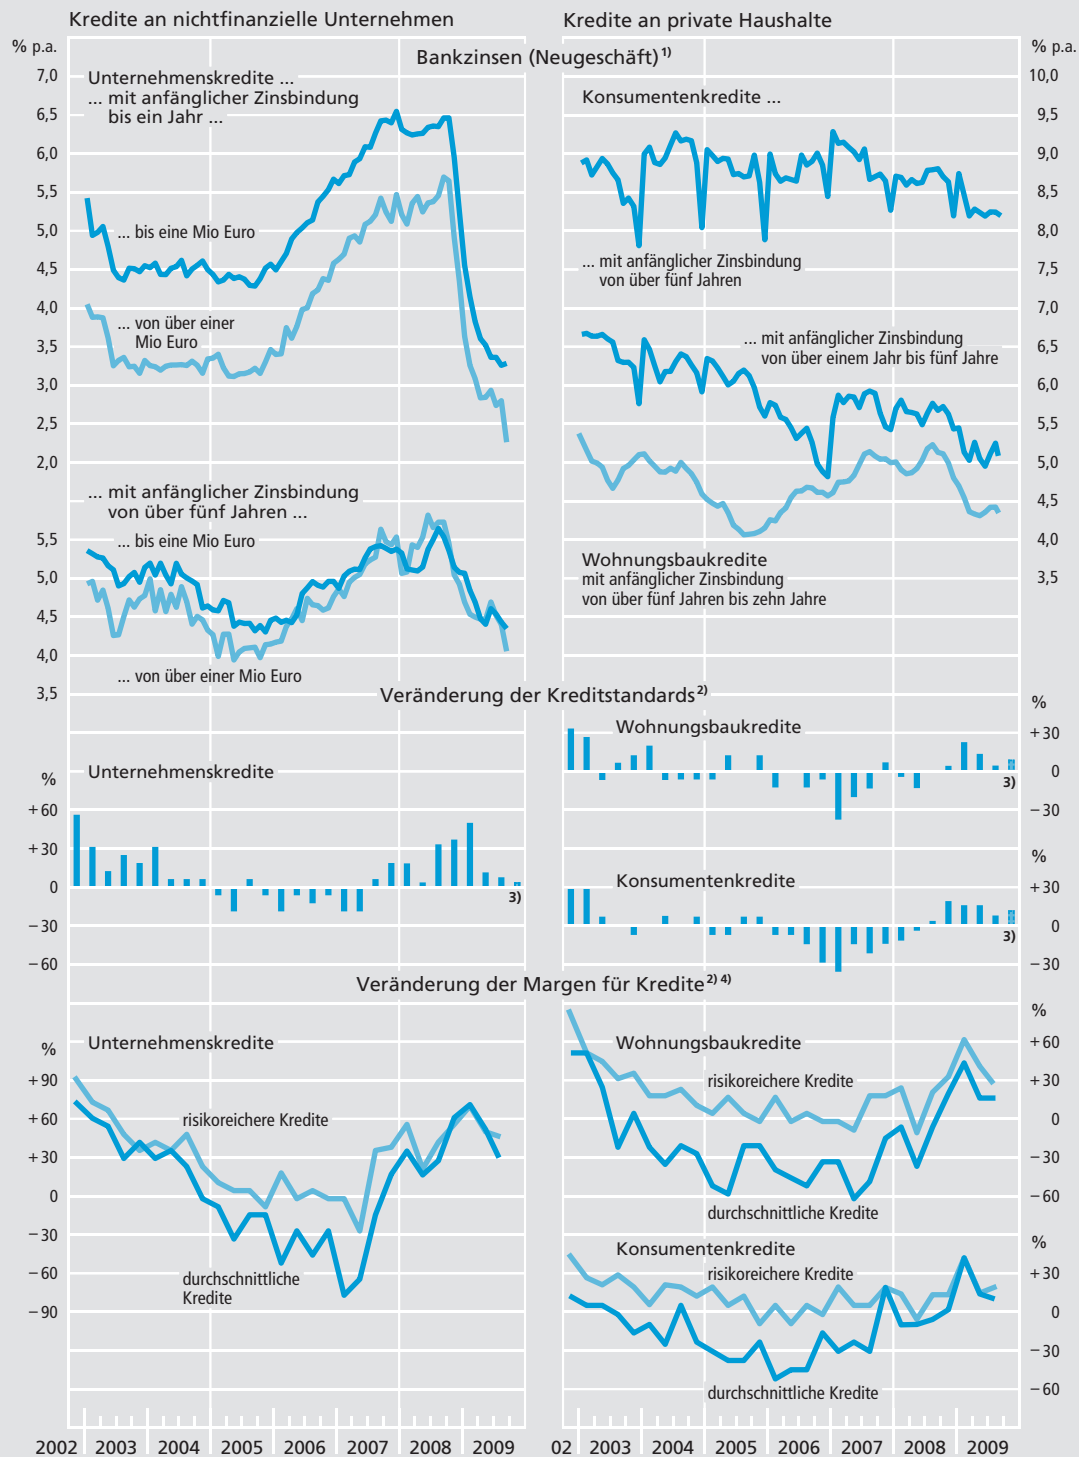 Kredite an nichtfinanzielle Unternehmen
Kredite an private Haushalte
% p.a.
Bankzinsen (Neugeschäft)1)
% p.a.
7,0
6,5
6,0
5,5
5,0
4,5
4,0
3,5
3,0
2,5
2,0
Unternehmenskredite ...
... mit anfänglicher Zinsbindung
bis ein Jahr ...
... bis eine Mio Euro
... von über einer
Mio Euro
... mit anfänglicher Zinsbindung
von über fünf Jahren ...
... bis eine Mio Euro
... von über einer Mio Euro
5,5
5,0
4,5
4,0
3,5
Konsumentenkredite ...
... mit anfänglicher Zinsbindung
von über fünf Jahren
... mit anfänglicher Zinsbindung
von über einem Jahr bis fünf Jahre
Wohnungsbaukredite
mit anfänglicher Zinsbindung
von über fünf Jahren bis zehn Jahre
10,0
9,5
9,0
8,5
8,0
7,5
7,0
6,5
6,0
5,5
5,0
4,5
4,0
3,5
Veränderung der Kreditstandards2)
%
Unternehmenskredite
+60
+30
0
−30
−60
3)
%
Wohnungsbaukredite
+30
0
−30
3)
%
Konsumentenkredite
+30
0
−30
3)
Veränderung der Margen für Kredite2) 4)
%
Unternehmenskredite
+90
+60
+30
0
−30
−60
−90
risikoreichere Kredite
durchschnittliche
Kredite
%
Wohnungsbaukredite
+60
+30
0
−30
−60
risikoreichere Kredite
durchschnittliche Kredite
%
Konsumentenkredite
risikoreichere Kredite
+30
0
−30
−60
durchschnittliche Kredite
2002 2003 2004 2005 2006 2007 2008 2009
02 2003 2004 2005 2006 2007 2008 2009